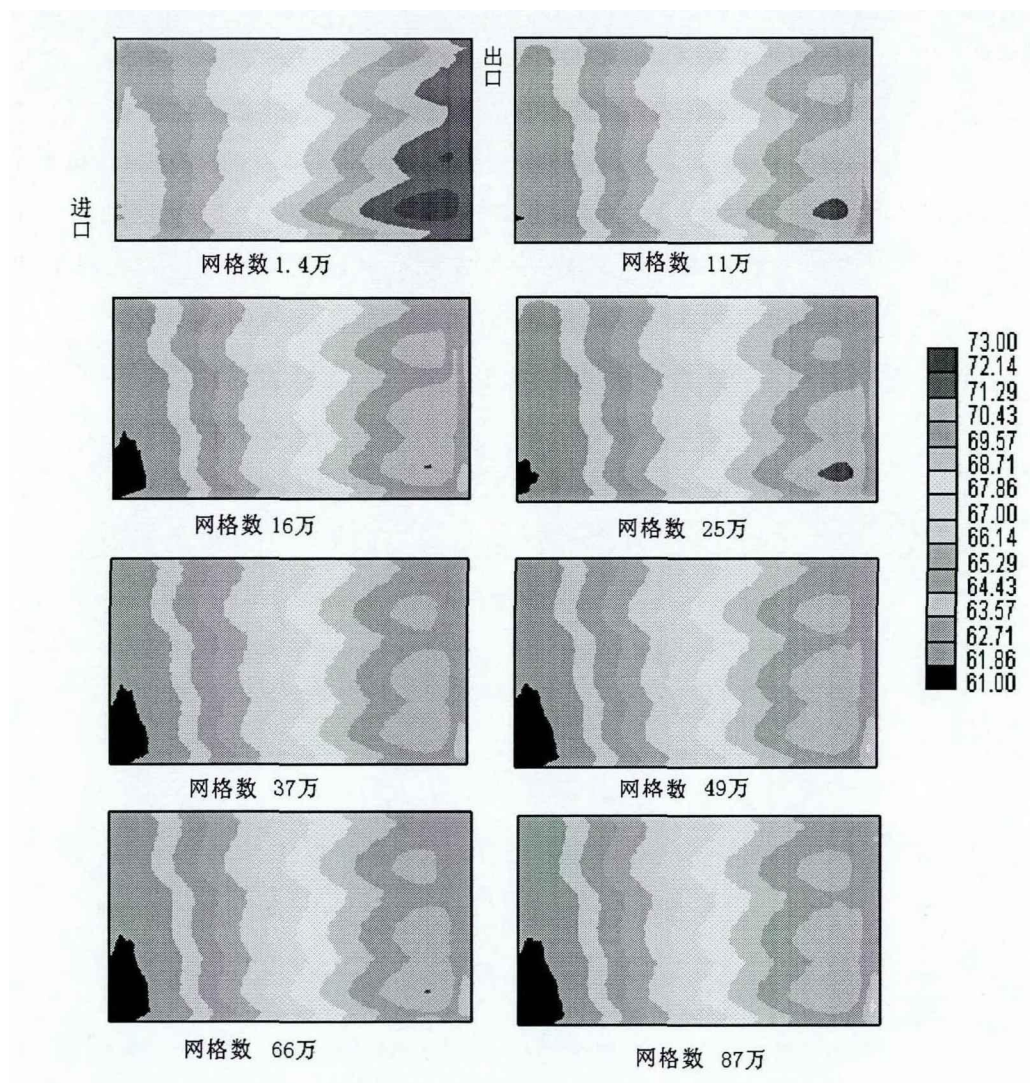 出口
进口
网格数 1.4万
网格数 11万
网格数 16万
网格数 25万
73.00
72.14
71.29
70.43
69.57
68.71
67.86
67.00
66.14
65.29
64.43
63.57
62.71
61.86
61.00
网格数 37万
网格数 49万
网格数 66万
网格数 87万